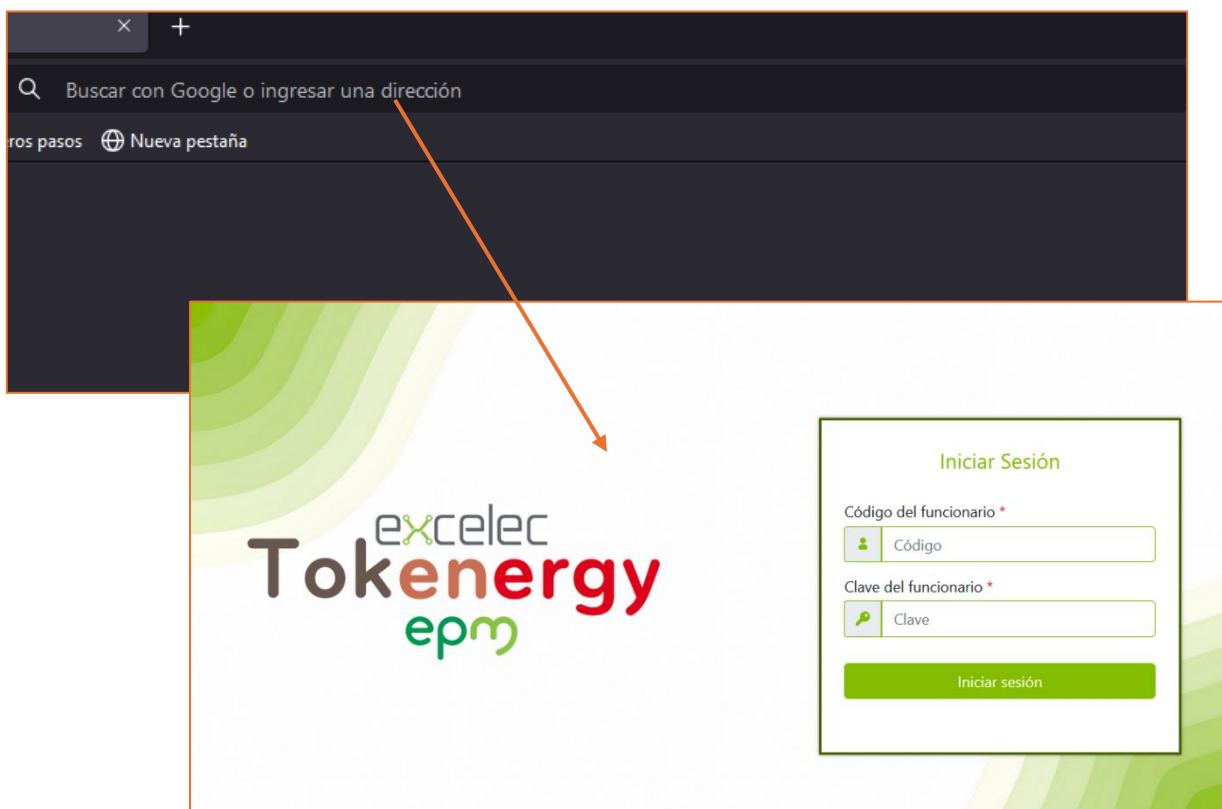 Buscar con Google o ingresar una dirección
ros pasos Nueva pestaña
excelec
Tokenergy
epm
Iniciar Sesión
Código del funcionario *
Código
Clave del funcionario *
Clave
Iniciar sesión